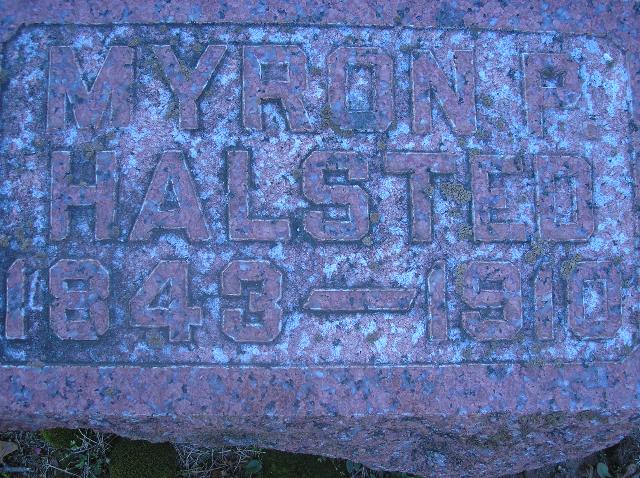 MYRON P.
HALSTED
1843 — 1910